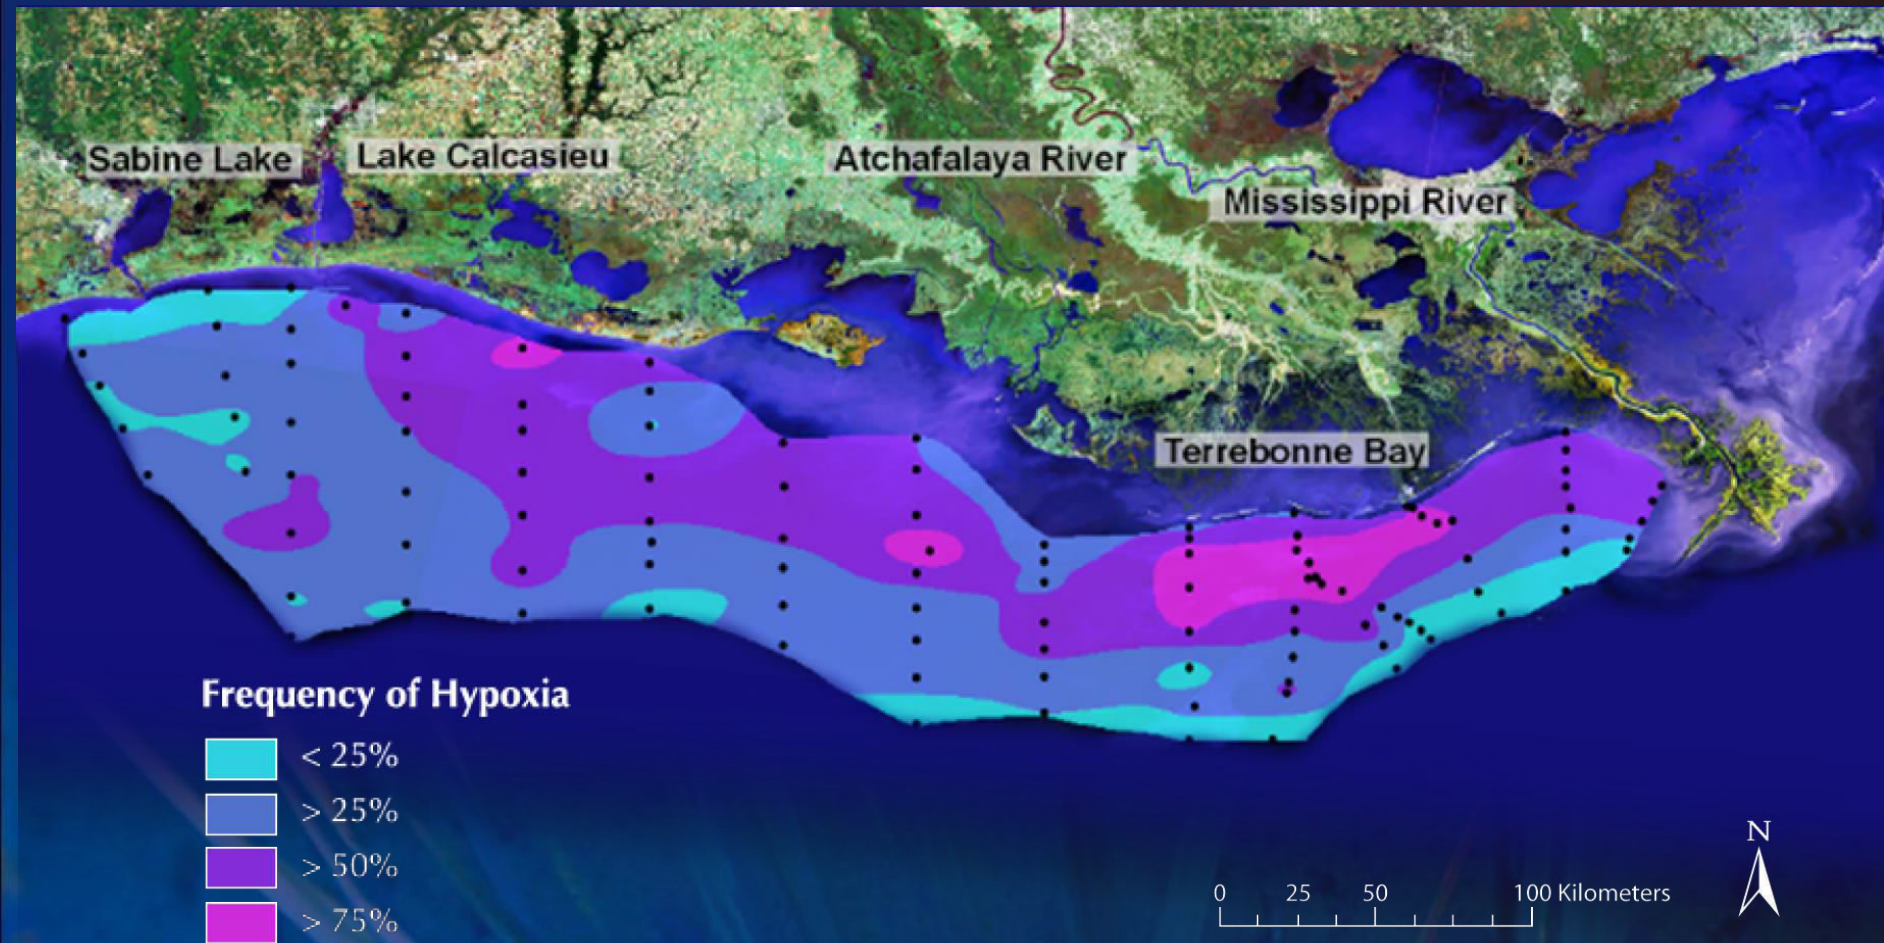 Sabine Lake
Lake Calcasieu
Atchafalaya River
Mississippi River
Terrebonne Bay
Frequency of Hypoxia
< 25%
> 25%
> 50%
> 75%
N
0 25 50 100 Kilometers